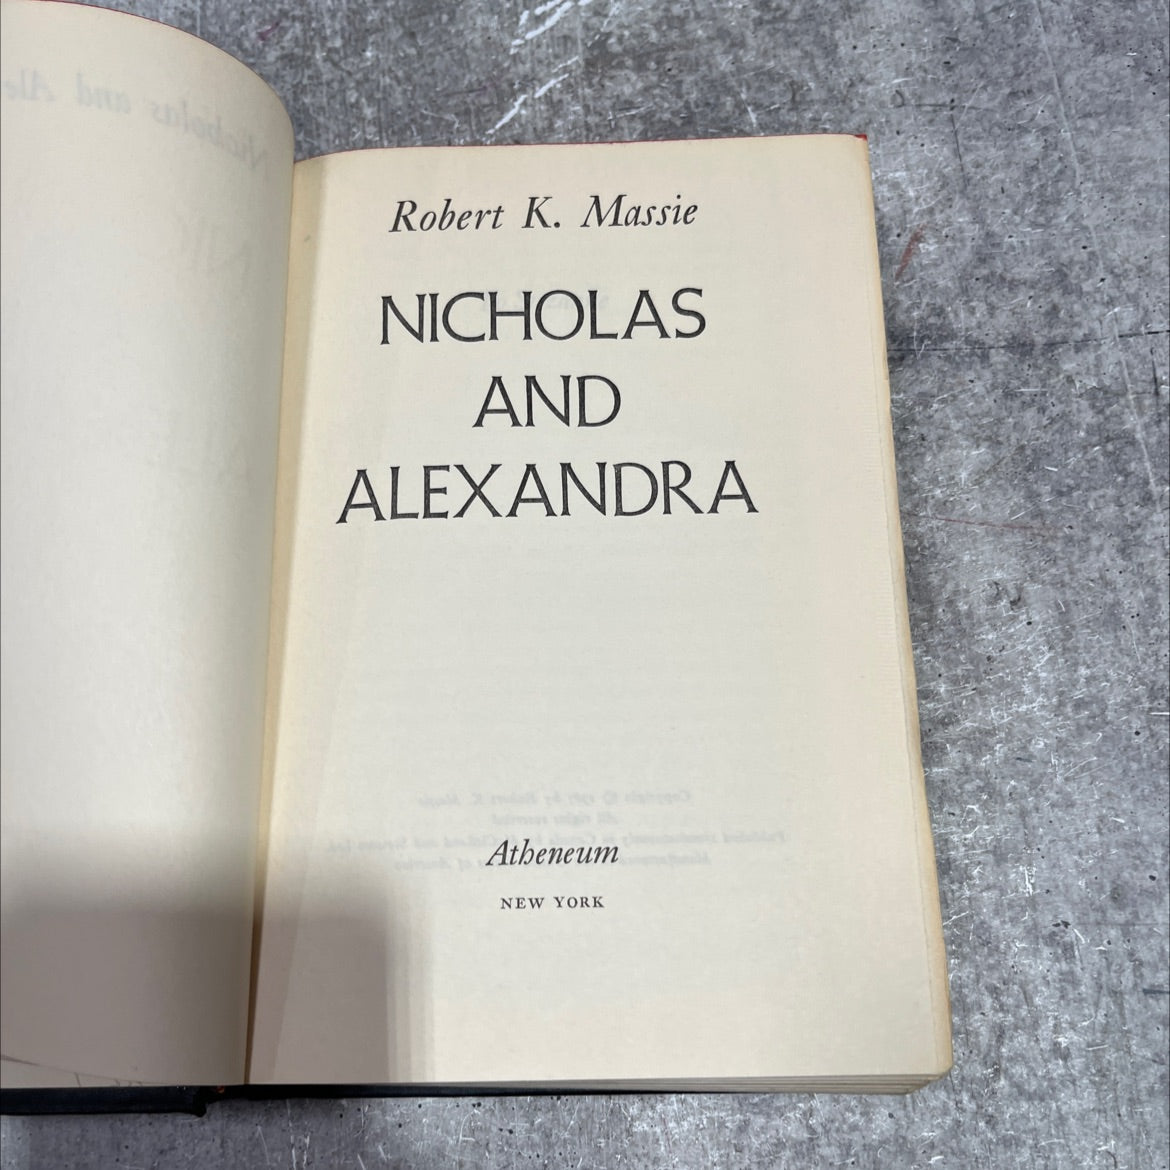 Robert K. Massie
NICHOLAS
AND
ALEXANDRA
Atheneum
NEW YORK